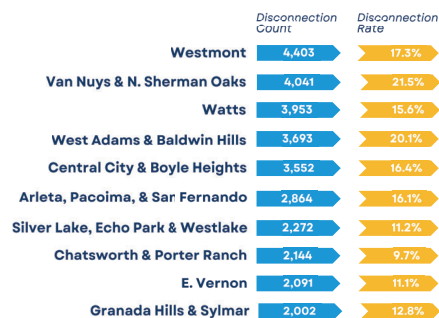 Disconnection Count Disconnection Rate
Westmont 4,403 17.3%
Van Nuys & N. Sherman Oaks 4,041 21.5%
Watts 3,953 15.6%
West Adams & Baldwin Hills 3,693 20.1%
Central City & Boyle Heights 3,552 16.4%
Arleta, Pacoima, & San Fernando 2,864 16.1%
Silver Lake, Echo Park & Westlake 2,272 11.2%
Chatsworth & Porter Ranch 2,144 9.7%
E. Vernon 2,091 11.1%
Granada Hills & Sylmar 2,002 12.8%